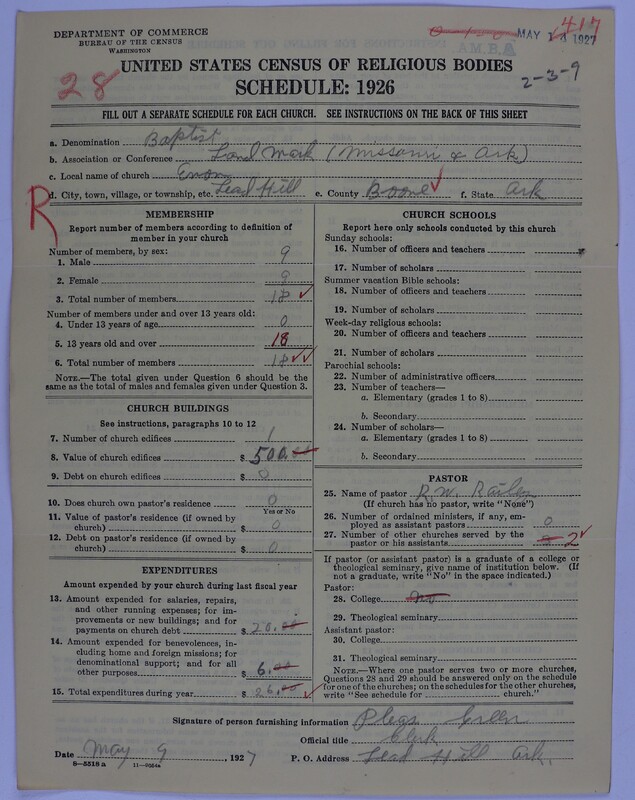 DEPARTMENT OF COMMERCE
BUREAU OF THE CENSUS
WASHINGTON
MAY 13 1927
417
28
2-3-9
UNITED STATES CENSUS OF RELIGIOUS BODIES
SCHEDULE: 1926
FILL OUT A SEPARATE SCHEDULE FOR EACH CHURCH. SEE INSTRUCTIONS ON THE BACK OF THIS SHEET
a. Denomination Baptist
b. Association or Conference Land Mark (Missouri & Ark)
c. Local name of church Enon
R
d. City, town, village, or township, etc. Lead Hill e. County Boone f. State Ark
MEMBERSHIP
Report number of members according to definition of member in your church
Number of members, by sex:
1. Male 9
2. Female 9
3. Total number of members 18
Number of members under and over 13 years old:
4. Under 13 years of age 0
5. 13 years old and over 18
6. Total number of members 18
NOTE.—The total given under Question 6 should be the
same as the total of males and females given under Question 3.
CHURCH BUILDINGS
See instructions, paragraphs 10 to 12
7. Number of church edifices 1
8. Value of church edifices $ 500.00
9. Debt on church edifices $ 0
10. Does church own pastor's residence 0
Yes or No
11. Value of pastor's residence (if owned by
church) $ 0
12. Debt on pastor's residence (if owned by
church) $ 0
EXPENDITURES
Amount expended by your church during last fiscal year
13. Amount expended for salaries, repairs,
and other running expenses; for im-
provements or new buildings; and for
payments on church debt $ 20.00
14. Amount expended for benevolences, in-
cluding home and foreign missions; for
denominational support; and for all
other purposes $ 6.00
15. Total expenditures during year $ 26.00
CHURCH SCHOOLS
Report here only schools conducted by this church
Sunday schools:
16. Number of officers and teachers
17. Number of scholars
Summer vacation Bible schools:
18. Number of officers and teachers
19. Number of scholars
Week-day religious schools:
20. Number of officers and teachers
21. Number of scholars
Parochial schools:
22. Number of administrative officers
23. Number of teachers—
a. Elementary (grades 1 to 8)
b. Secondary
24. Number of scholars—
a. Elementary (grades 1 to 8)
b. Secondary
PASTOR
25. Name of pastor R.W.
(If church has no pastor, write "None")
26. Number of ordained ministers, if any, em-
ployed as assistant pastors 0
27. Number of other churches served by the
pastor or his assistants 2
If pastor (or assistant pastor) is a graduate of a college or
theological seminary, give name of institution below. (If
not a graduate, write "No" in the space indicated.)
Pastor:
28. College No
29. Theological seminary
Assistant pastor:
30. College
31. Theological seminary
NOTE.—Where one pastor serves two or more churches,
Questions 28 and 29 should be answered only on the schedule
for one of the churches; on the schedules for the other churches,
write "See schedule for church."
Signature of person furnishing information Pleas Green
Official title Clerk
Date May 9, 1927 P. O. Address Lead Hill Ark.
8-5518 a 11-9084a